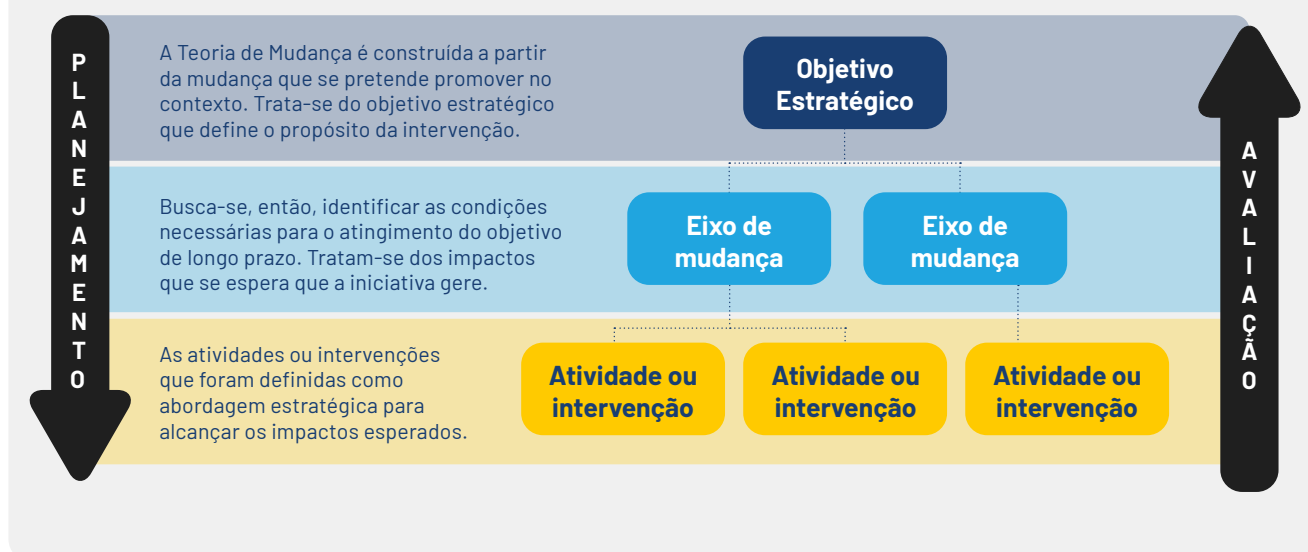 PLANEJAMENTO
A Teoria de Mudança é construída a partir
da mudança que se pretende promover no
contexto. Trata-se do objetivo estratégico
que define o propósito da intervenção.
Objetivo
Estratégico
Busca-se, então, identificar as condições
necessárias para o atingimento do objetivo
de longo prazo. Tratam-se dos impactos
que se espera que a iniciativa gere.
Eixo de
mudança
Eixo de
mudança
As atividades ou intervenções
que foram definidas como
abordagem estratégica para
alcançar os impactos esperados.
Atividade ou
intervenção
Atividade ou
intervenção
Atividade ou
intervenção
AVALIAÇÃO